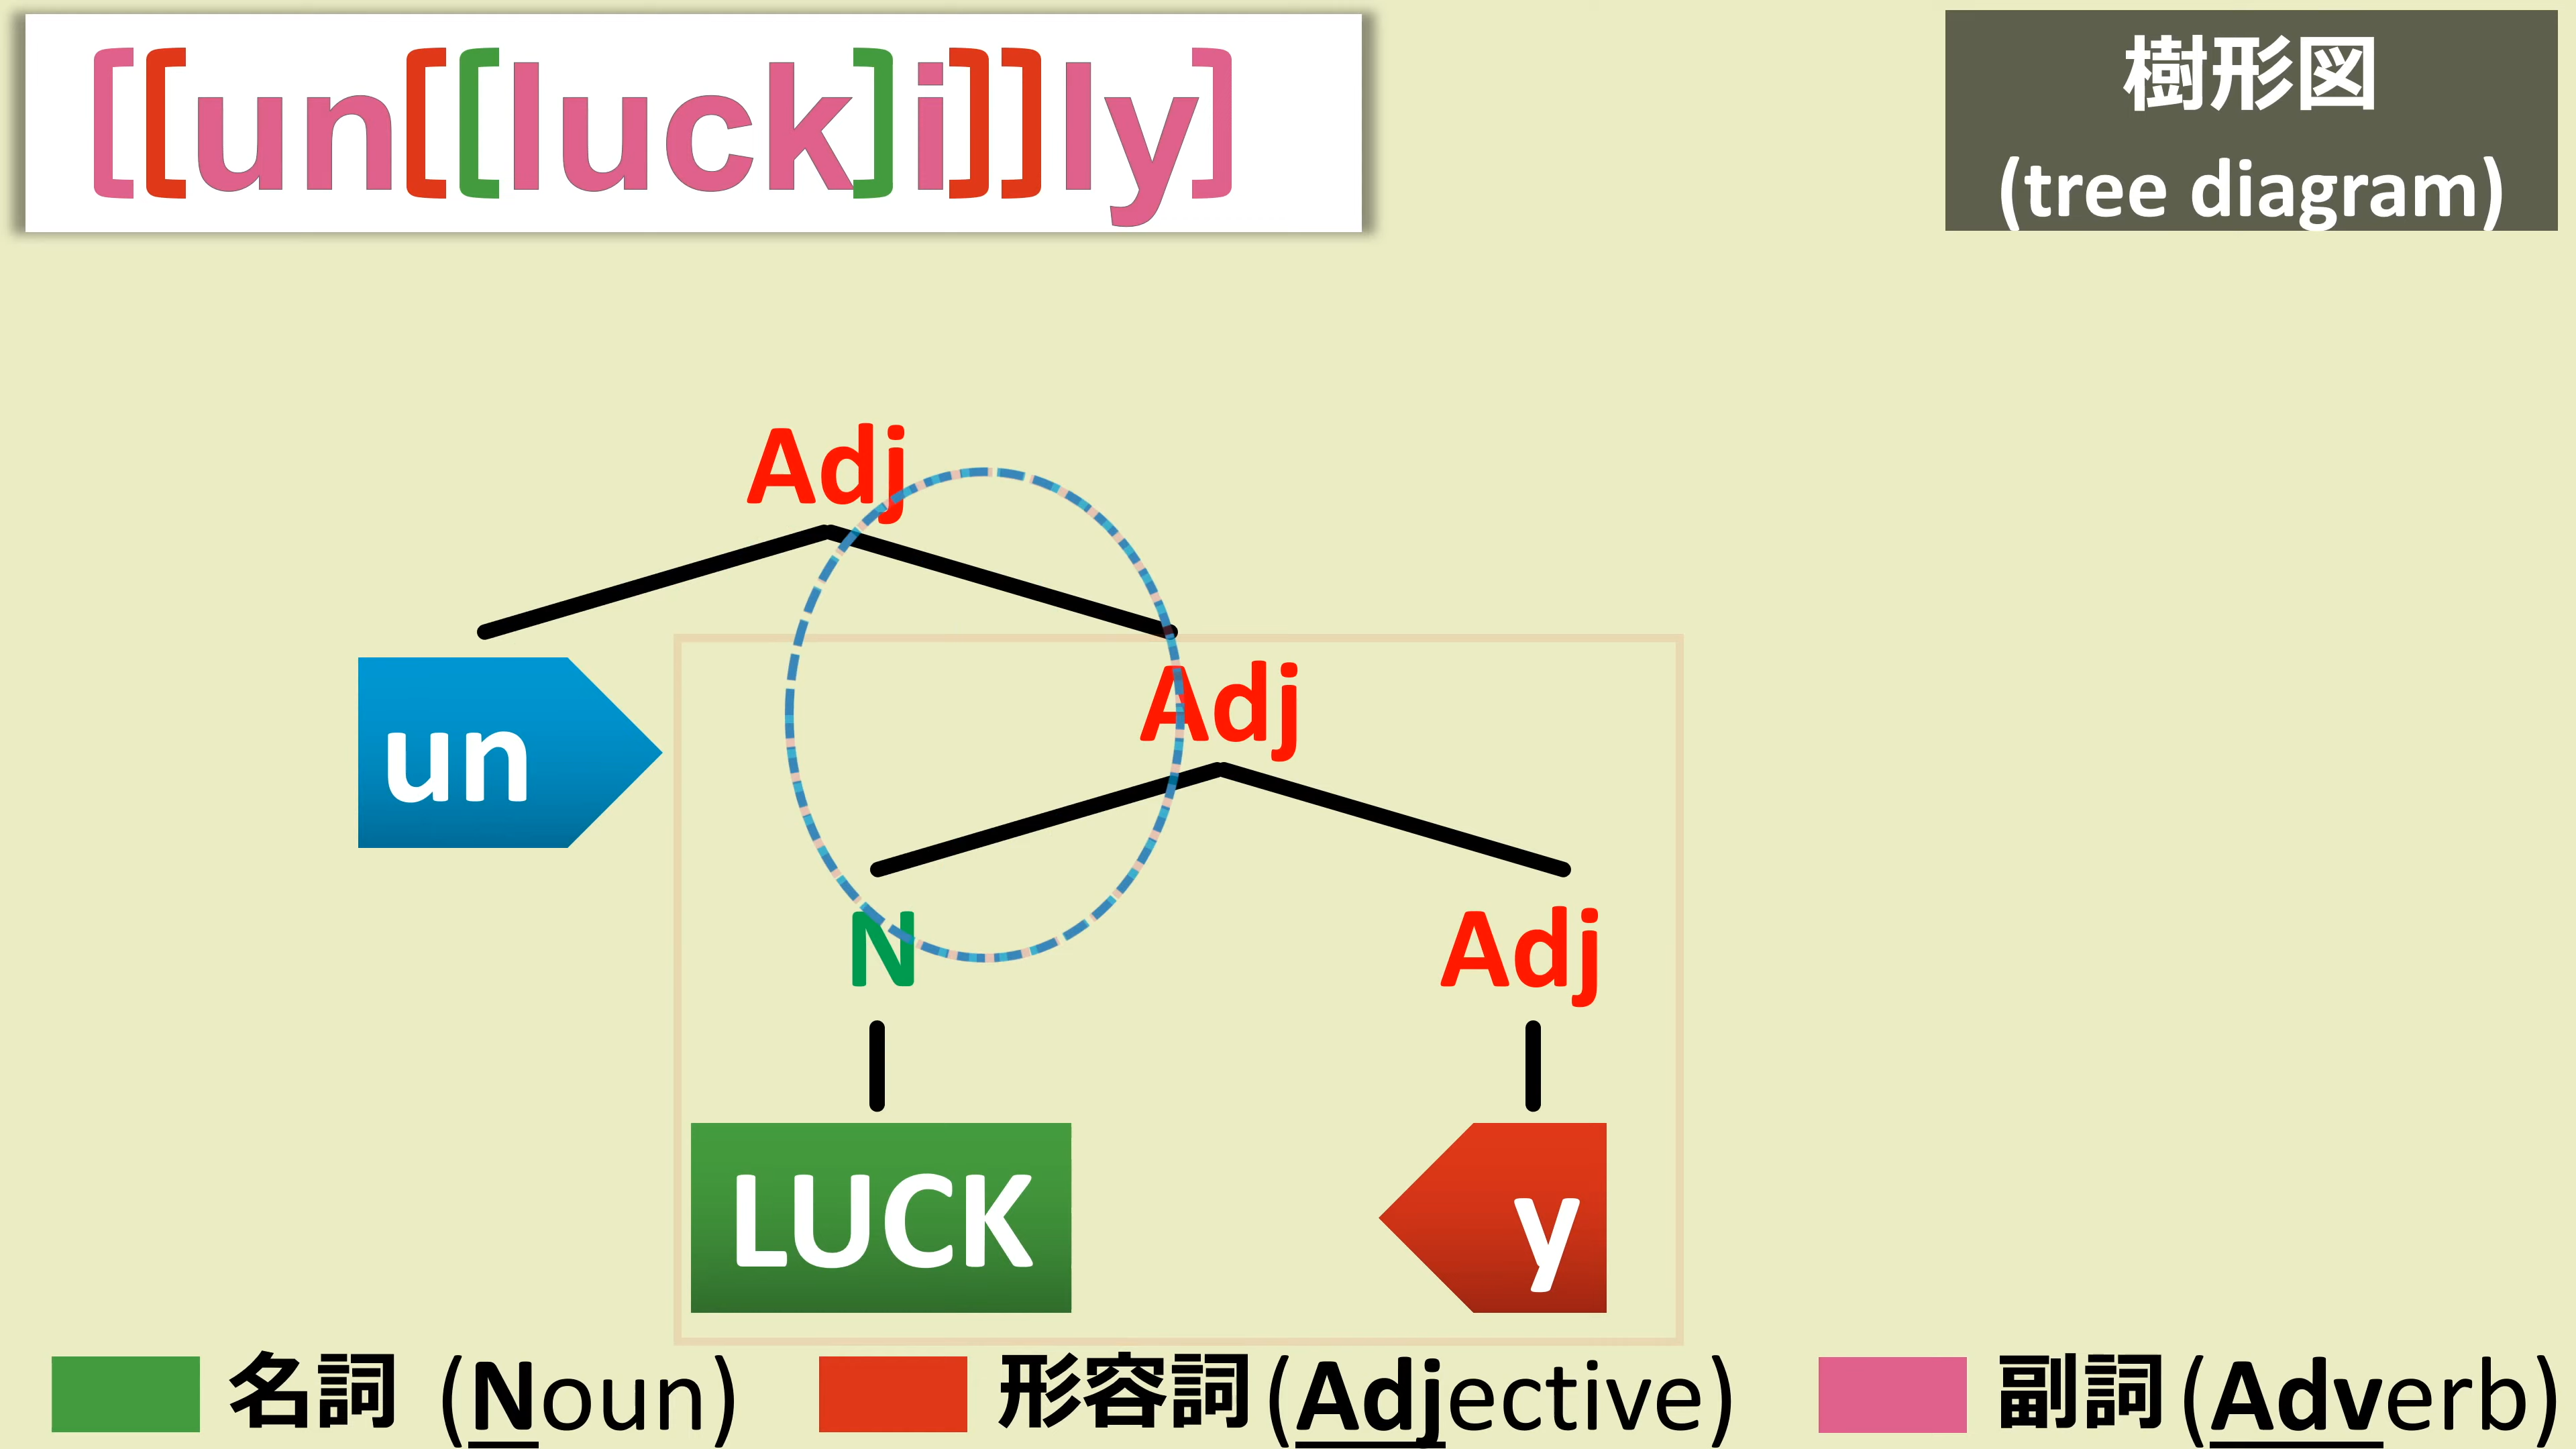 [[un[[luck]i]]ly]
樹形図
(tree diagram)
Adj
un
Adj
N
Adj
LUCK
y
名詞 (Noun)
形容詞(Adjective)
副詞(Adverb)